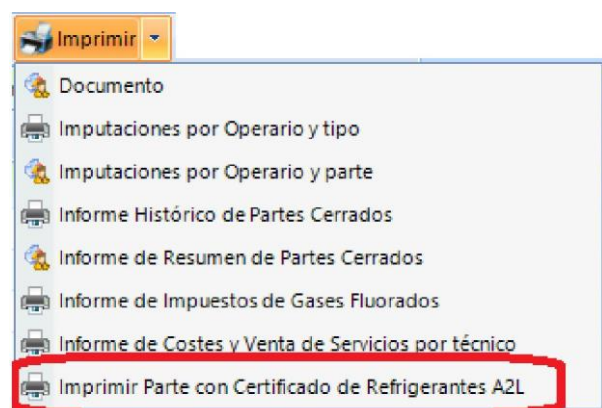 Imprimir
Documento
Imputaciones por Operario y tipo
Imputaciones por Operario y parte
Informe Histórico de Partes Cerrados
Informe de Resumen de Partes Cerrados
Informe de Impuestos de Gases Fluorados
Informe de Costes y Venta de Servicios por técnico
Imprimir Parte con Certificado de Refrigerantes A2L